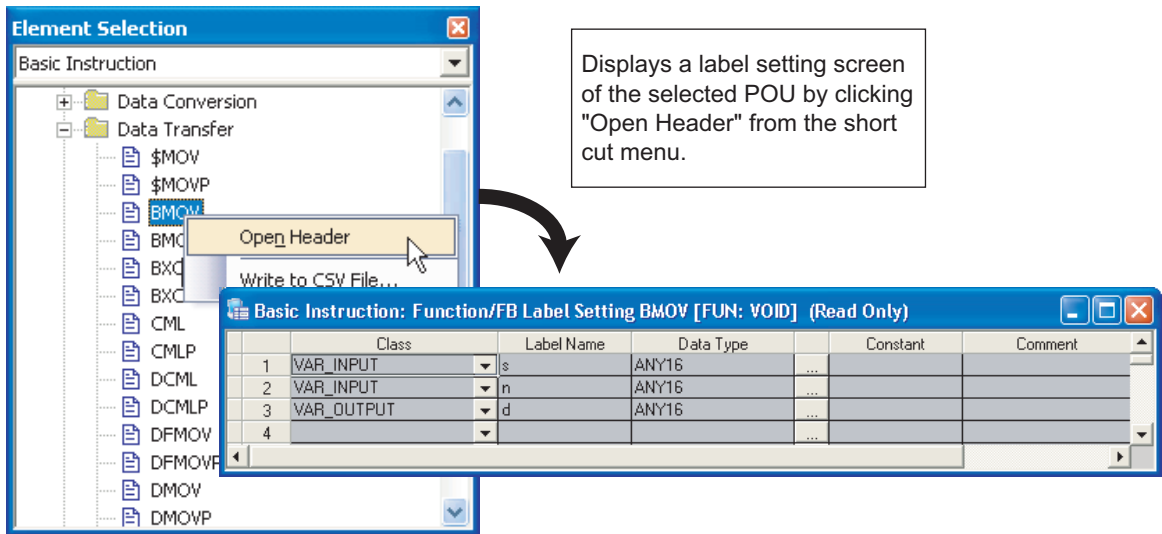 Element Selection
Basic Instruction
Data Conversion
Data Transfer
$MOV
$MOVP
BMOV
Open Header
Write to CSV File...
CML
CMLP
DCML
DCMLP
DFMOV
DFMOVP
DMOV
DMOVP
Displays a label setting screen
of the selected POU by clicking
"Open Header" from the short
cut menu.
Basic Instruction: Function/FB Label Setting BMOV [FUN: VOID] (Read Only)
Class Label Name Data Type Constant Comment
1 VAR_INPUT s ANY16 ...
2 VAR_INPUT n ANY16 ...
3 VAR_OUTPUT d ANY16 ...
4 ...